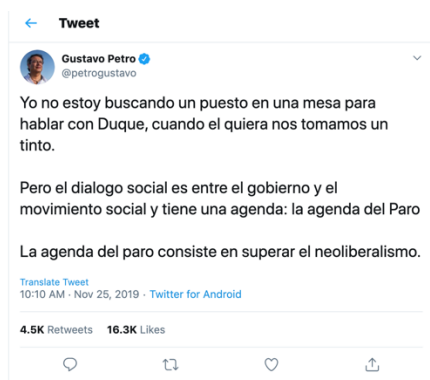 Tweet
Gustavo Petro
@petrogustavo
Yo no estoy buscando un puesto en una mesa para
hablar con Duque, cuando el quiera nos tomamos un
tinto.
Pero el dialogo social es entre el gobierno y el
movimiento social y tiene una agenda: la agenda del Paro
La agenda del paro consiste en superar el neoliberalismo.
Translate Tweet
10:10 AM · Nov 25, 2019 · Twitter for Android
4.5K Retweets 16.3K Likes